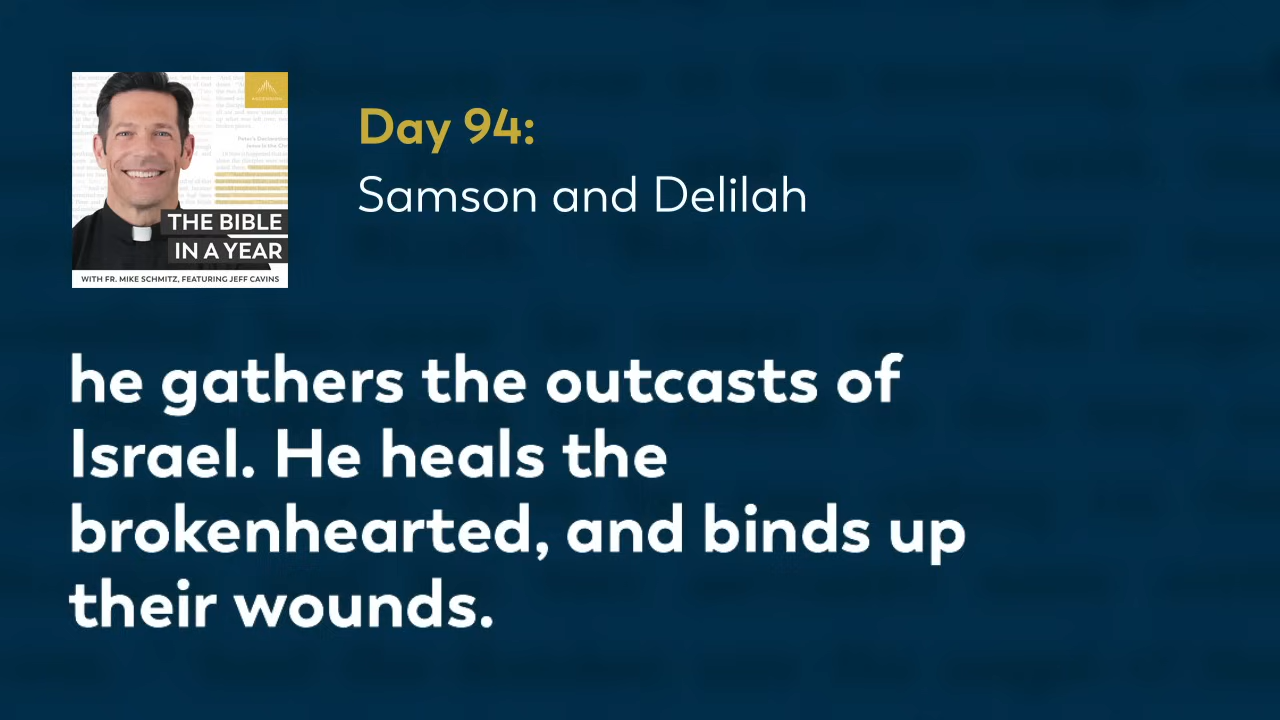 Day 94:
Samson and Delilah
THE BIBLE
IN A YEAR
WITH FR. MIKE SCHMITZ, FEATURING JEFF CAVINS
he gathers the outcasts of
Israel. He heals the
brokenhearted, and binds up
their wounds.